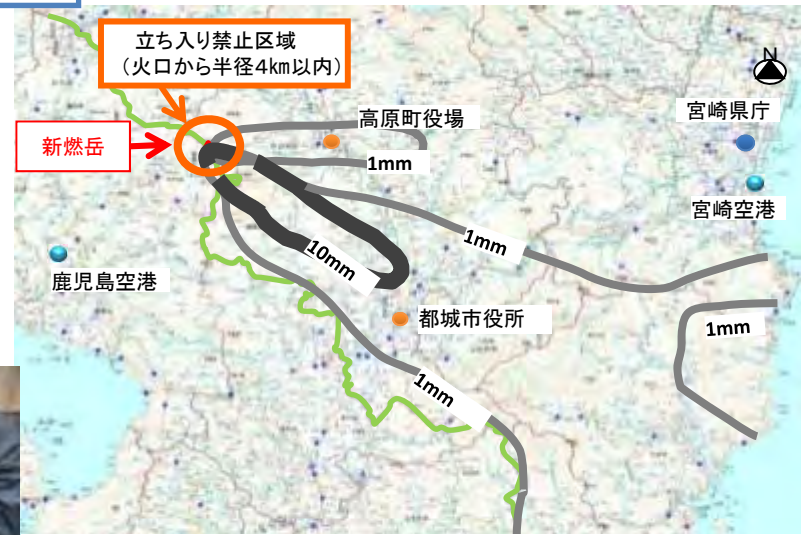 立ち入り禁止区域
（火口から半径4km以内）
N
高原町役場
宮崎県庁
新燃岳
1mm
宮崎空港
1mm
10mm
鹿児島空港
都城市役所
1mm
1mm